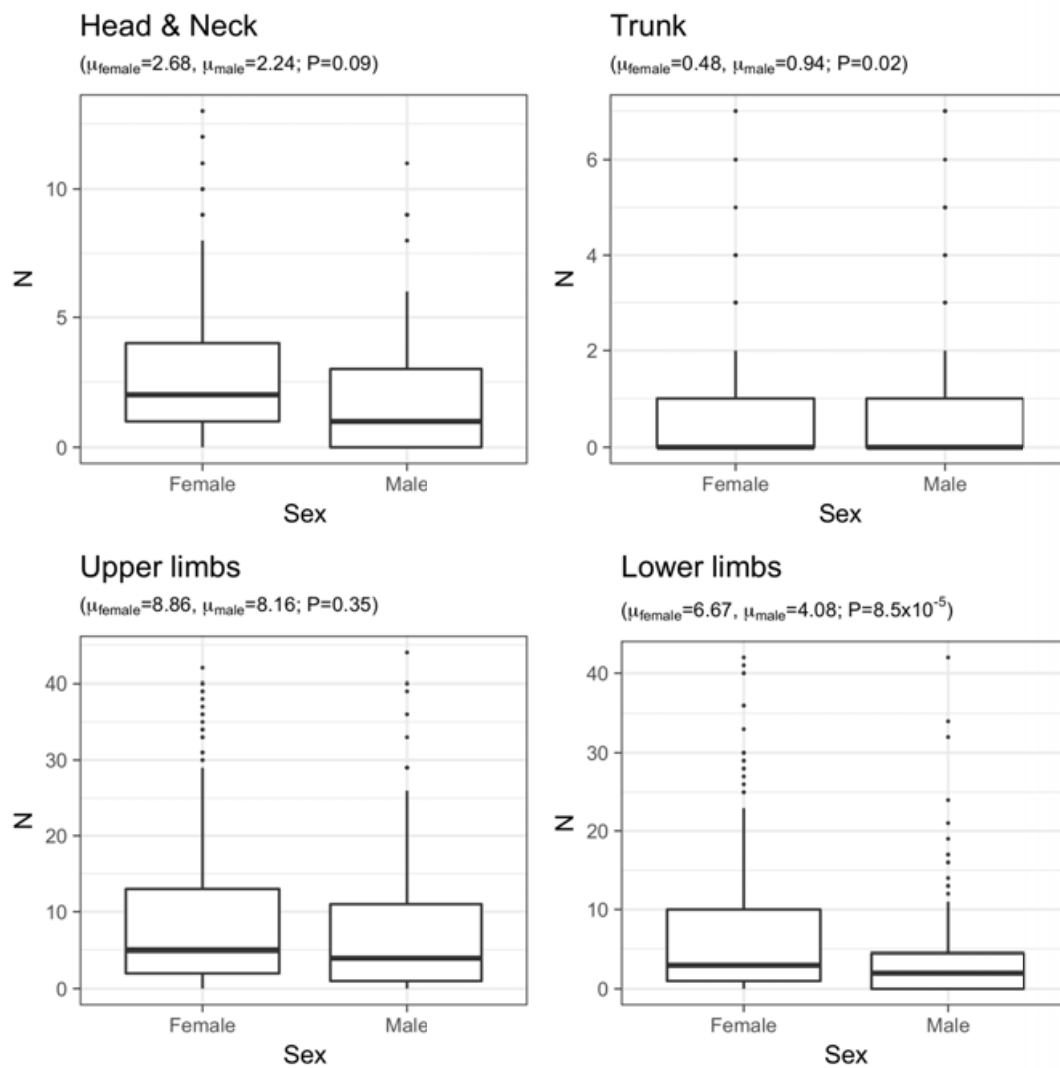 Head & Neck
(μfemale=2.68, μmale=2.24; P=0.09)
10
5
0
N
Female Male
Sex
Trunk
(μfemale=0.48, μmale=0.94; P=0.02)
6
4
2
0
N
Female Male
Sex
Upper limbs
(μfemale=8.86, μmale=8.16; P=0.35)
40
30
20
10
0
N
Female Male
Sex
Lower limbs
(μfemale=6.67, μmale=4.08; P=8.5x10⁻⁵)
40
30
20
10
0
N
Female Male
Sex